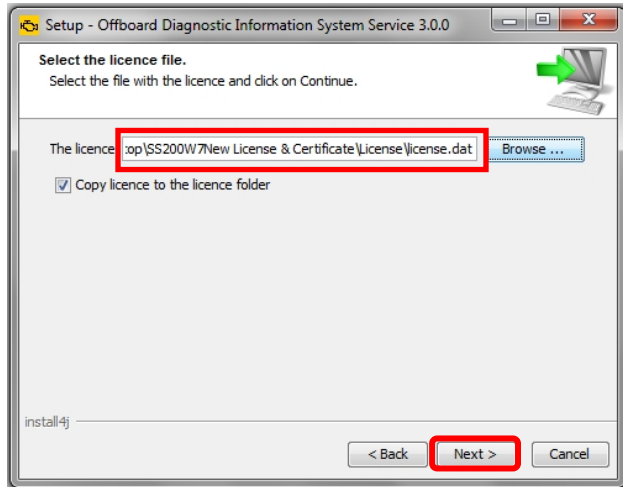 Setup - Offboard Diagnostic Information System Service 3.0.0
Select the licence file.
Select the file with the licence and click on Continue.
The licence :op\SS200W7New License & Certificate\License\license.dat Browse ...
Copy licence to the licence folder
install4j
< Back Next > Cancel